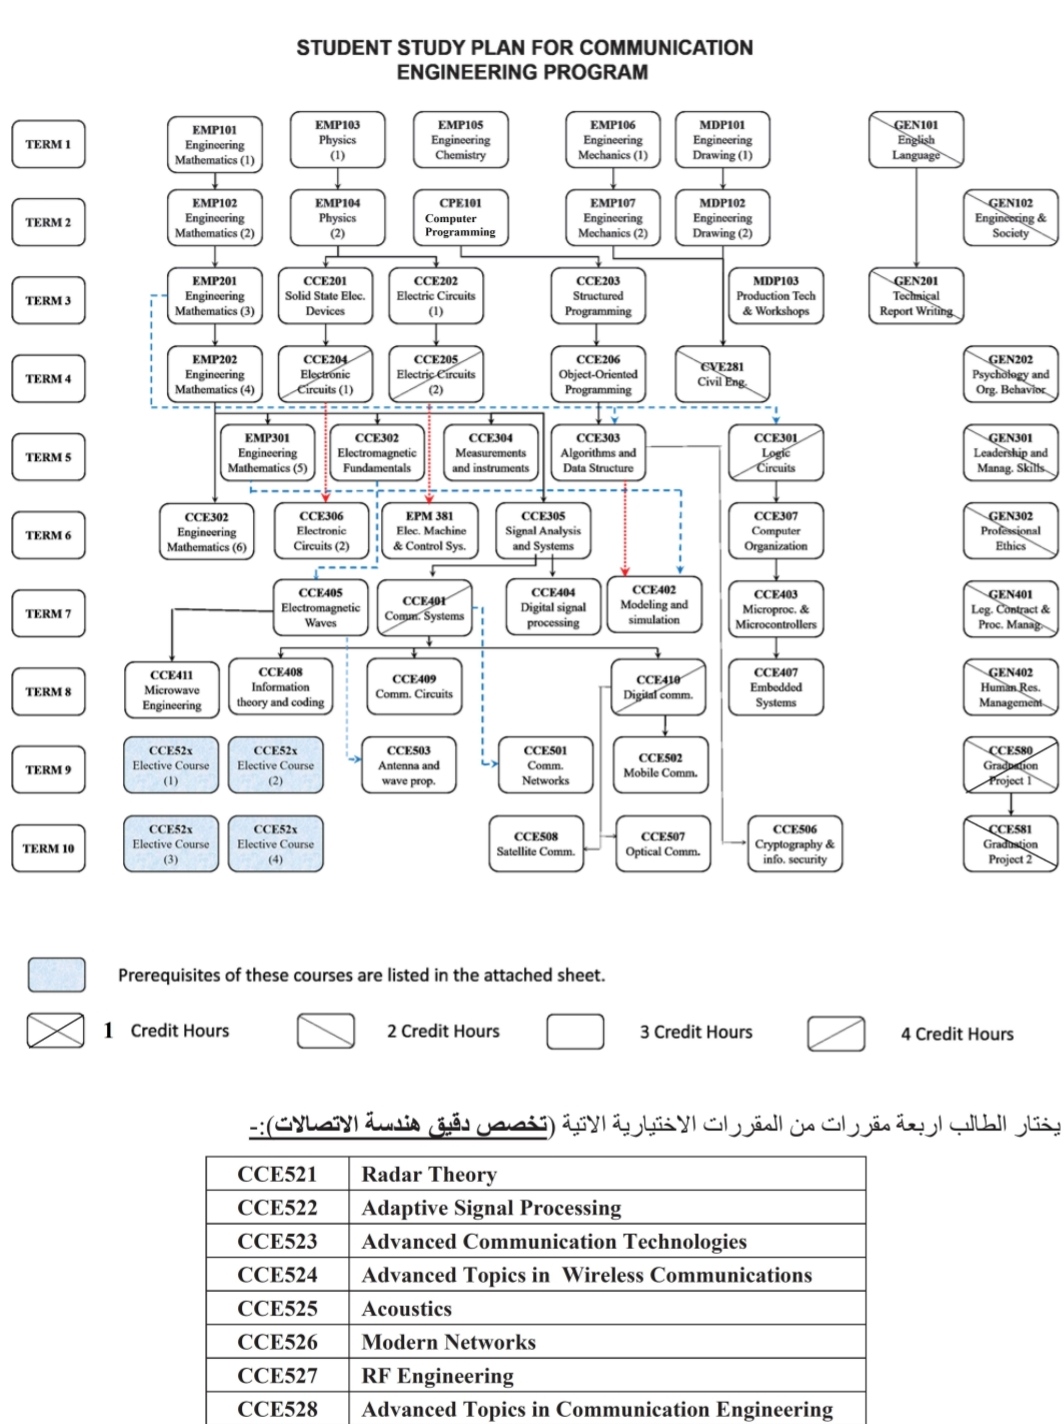 STUDENT STUDY PLAN FOR COMMUNICATION
ENGINEERING PROGRAM
TERM 1
EMP101
Engineering
Mathematics (1)
EMP103
Physics
(1)
EMP105
Engineering
Chemistry
EMP106
Engineering
Mechanics (1)
MDP101
Engineering
Drawing (1)
GEN101
English
Language
TERM 2
EMP102
Engineering
Mathematics (2)
EMP104
Physics
(2)
CPE101
Computer
Programming
EMP107
Engineering
Mechanics (2)
MDP102
Engineering
Drawing (2)
GEN102
Engineering &
Society
TERM 3
EMP201
Engineering
Mathematics (3)
CCE201
Solid State Elec.
Devices
CCE202
Electric Circuits
(1)
CCE203
Structured
Programming
MDP103
Production Tech
& Workshops
GEN201
Technical
Report Writing
TERM 4
EMP202
Engineering
Mathematics (4)
CCE204
Electronic
Circuits (1)
CCE205
Electric Circuits
(2)
CCE206
Object-Oriented
Programming
CVE281
Civil Eng.
GEN202
Psychology and
Org. Behavior
TERM 5
EMP301
Engineering
Mathematics (5)
CCE302
Electromagnetic
Fundamentals
CCE304
Measurements
and instruments
CCE303
Algorithms and
Data Structure
CCE301
Logic
Circuits
GEN301
Leadership and
Manag. Skills
TERM 6
CCE302
Engineering
Mathematics (6)
CCE306
Electronic
Circuits (2)
EPM 381
Elec. Machine
& Control Sys.
CCE305
Signal Analysis
and Systems
CCE307
Computer
Organization
GEN302
Professional
Ethics
TERM 7
CCE405
Electromagnetic
Waves
CCE401
Comm. Systems
CCE404
Digital signal
processing
CCE402
Modeling and
simulation
CCE403
Microproc. &
Microcontrollers
GEN401
Leg. Contract &
Proc. Manag.
TERM 8
CCE411
Microwave
Engineering
CCE408
Information
theory and coding
CCE409
Comm. Circuits
CCE410
Digital comm.
CCE407
Embedded
Systems
GEN402
Human Res.
Management
TERM 9
CCE52x
Elective Course
(1)
CCE52x
Elective Course
(2)
CCE503
Antenna and
wave prop.
CCE501
Comm.
Networks
CCE502
Mobile Comm.
CCE580
Graduation
Project 1
TERM 10
CCE52x
Elective Course
(3)
CCE52x
Elective Course
(4)
CCE508
Satellite Comm.
CCE507
Optical Comm.
CCE506
Cryptography &
info. security
CCE581
Graduation
Project 2
Prerequisites of these courses are listed in the attached sheet.
1 Credit Hours
2 Credit Hours
3 Credit Hours
4 Credit Hours
يختار الطالب اربعة مقررات من المقررات الاختيارية الاتية (تخصص دقيق هندسة الاتصالات):-
CCE521 Radar Theory
CCE522 Adaptive Signal Processing
CCE523 Advanced Communication Technologies
CCE524 Advanced Topics in Wireless Communications
CCE525 Acoustics
CCE526 Modern Networks
CCE527 RF Engineering
CCE528 Advanced Topics in Communication Engineering